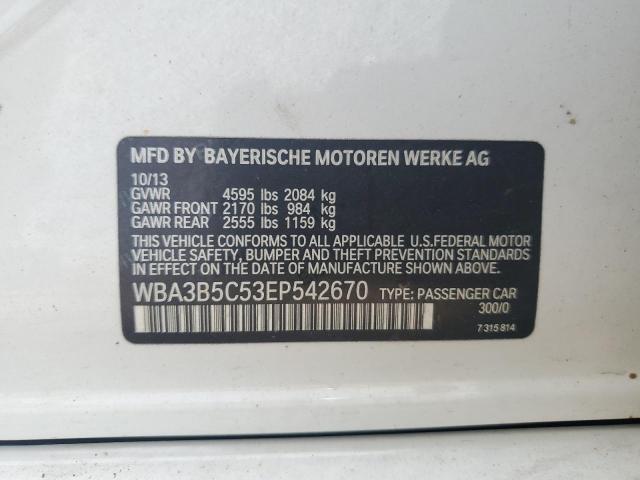 MFD BY BAYERISCHE MOTOREN WERKE AG
10/13
GVWR 4595 lbs 2084 kg
GAWR FRONT 2170 lbs 984 kg
GAWR REAR 2555 lbs 1159 kg
THIS VEHICLE CONFORMS TO ALL APPLICABLE U.S.FEDERAL MOTOR
VEHICLE SAFETY, BUMPER AND THEFT PREVENTION STANDARDS
IN EFFECT ON THE DATE OF MANUFACTURE SHOWN ABOVE.
WBA3B5C53EP542670 TYPE: PASSENGER CAR
300/0
7 315 814